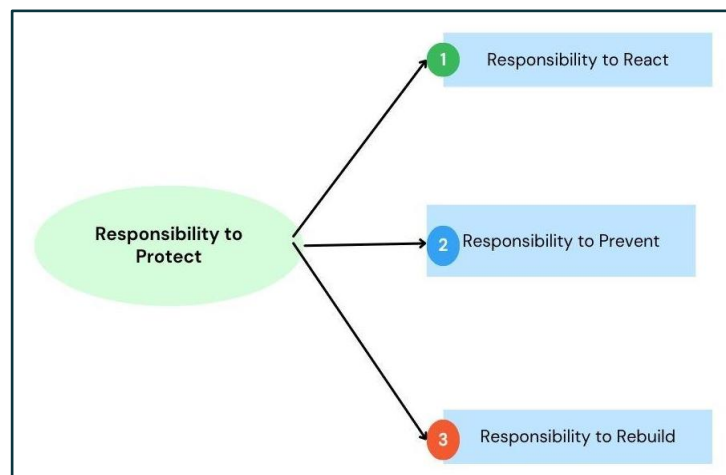 1 Responsibility to React
Responsibility to
Protect
2 Responsibility to Prevent
3 Responsibility to Rebuild